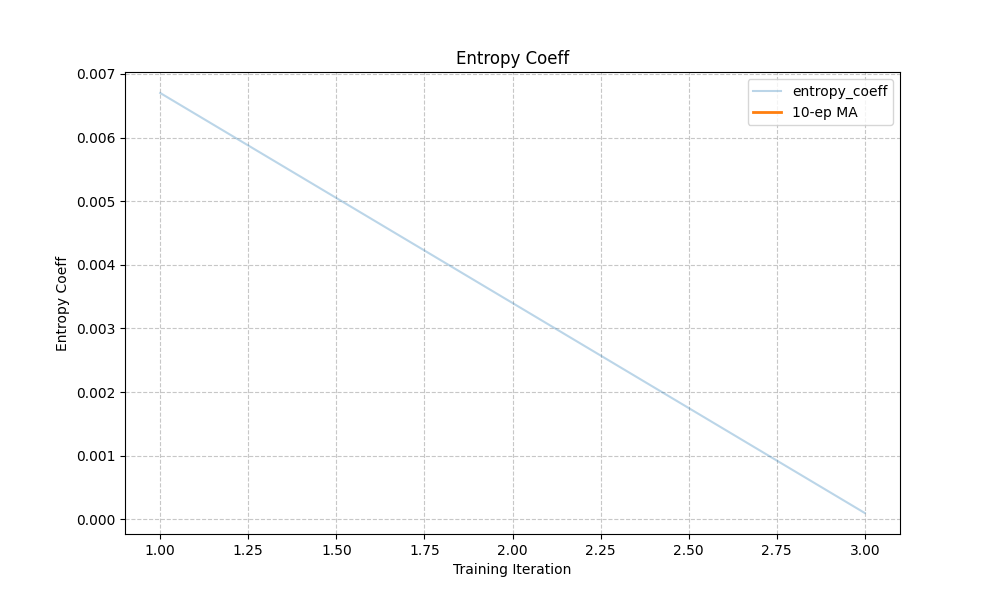 Entropy Coeff
entropy_coeff
10-ep MA
Entropy Coeff
0.007
0.006
0.005
0.004
0.003
0.002
0.001
0.000
1.00 1.25 1.50 1.75 2.00 2.25 2.50 2.75 3.00
Training Iteration